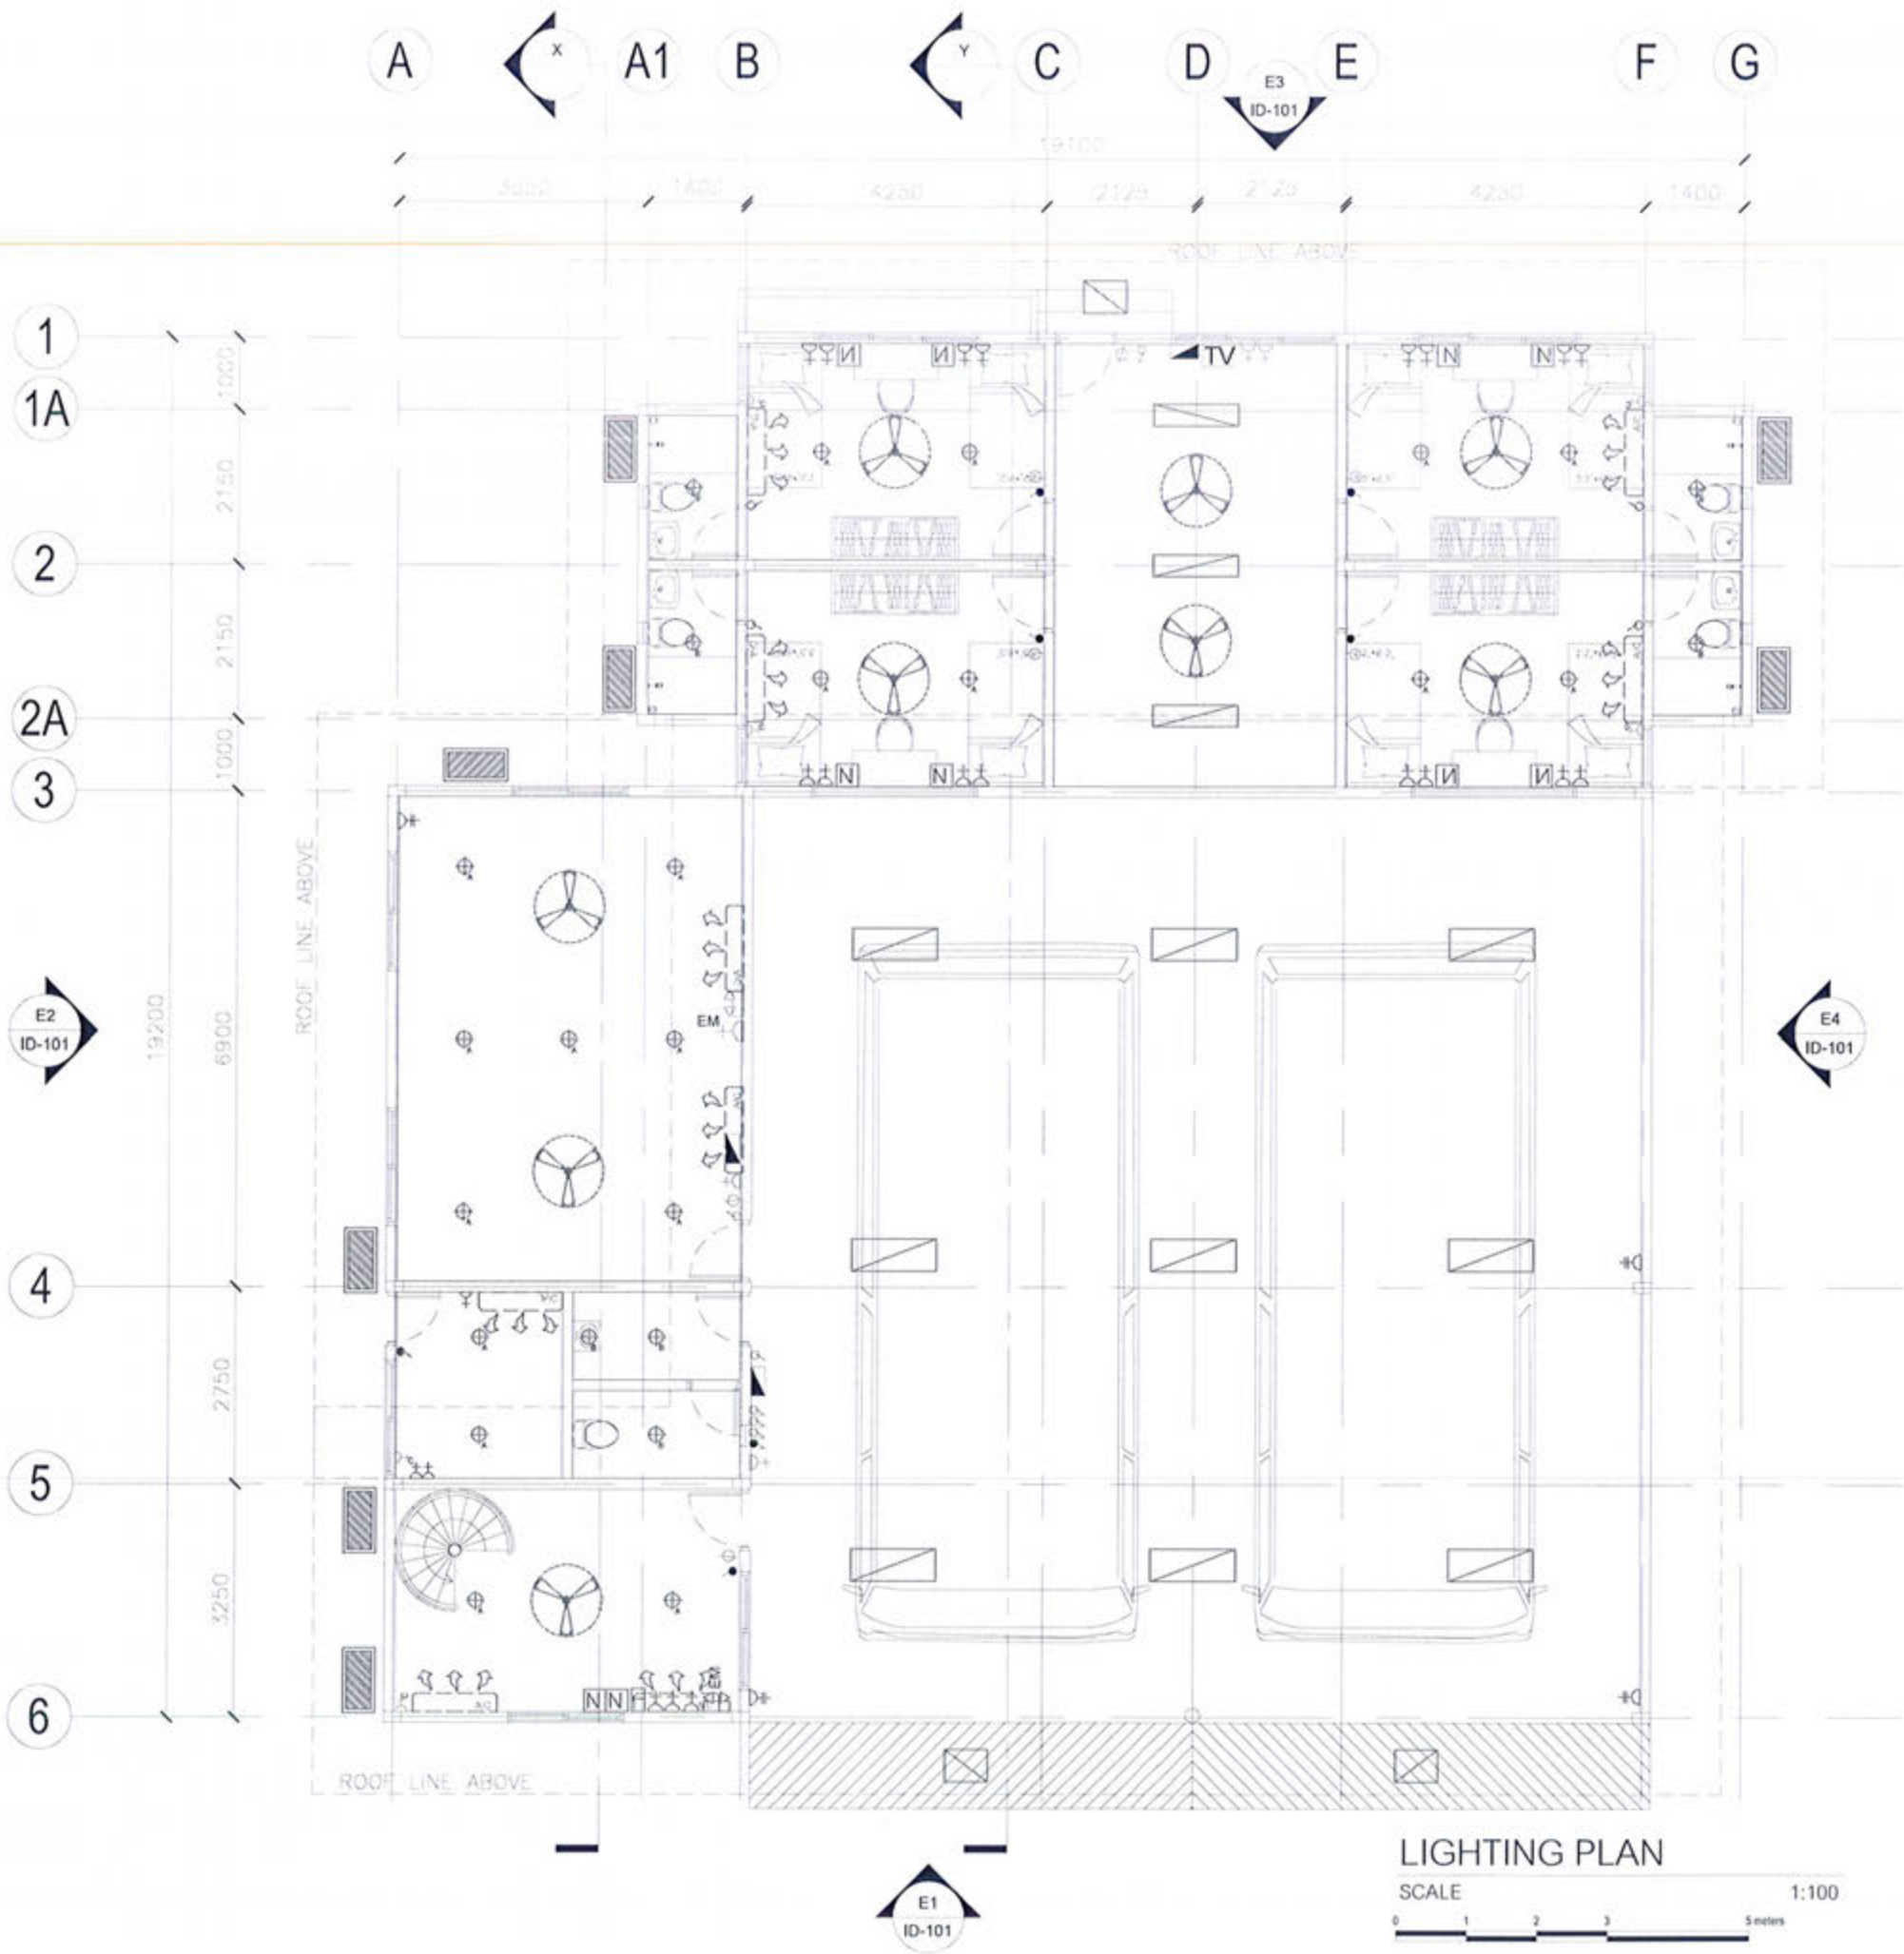 A
X
A1
B
Y
C
D
E
F
G
E3
ID-101
19100
3550
1400
4250
2125
2125
4250
1400
ROOF LINE ABOVE
1
1000
TV
N
N
N
N
1A
2150
2
2150
2A
1000
N
N
N
N
3
ROOF LINE ABOVE
E2
ID-101
19200
6900
EM
E4
ID-101
4
2750
5
3250
N N
EM
6
ROOF LINE ABOVE
LIGHTING PLAN
SCALE
1:100
0 1 2 3 5 meters
E1
ID-101